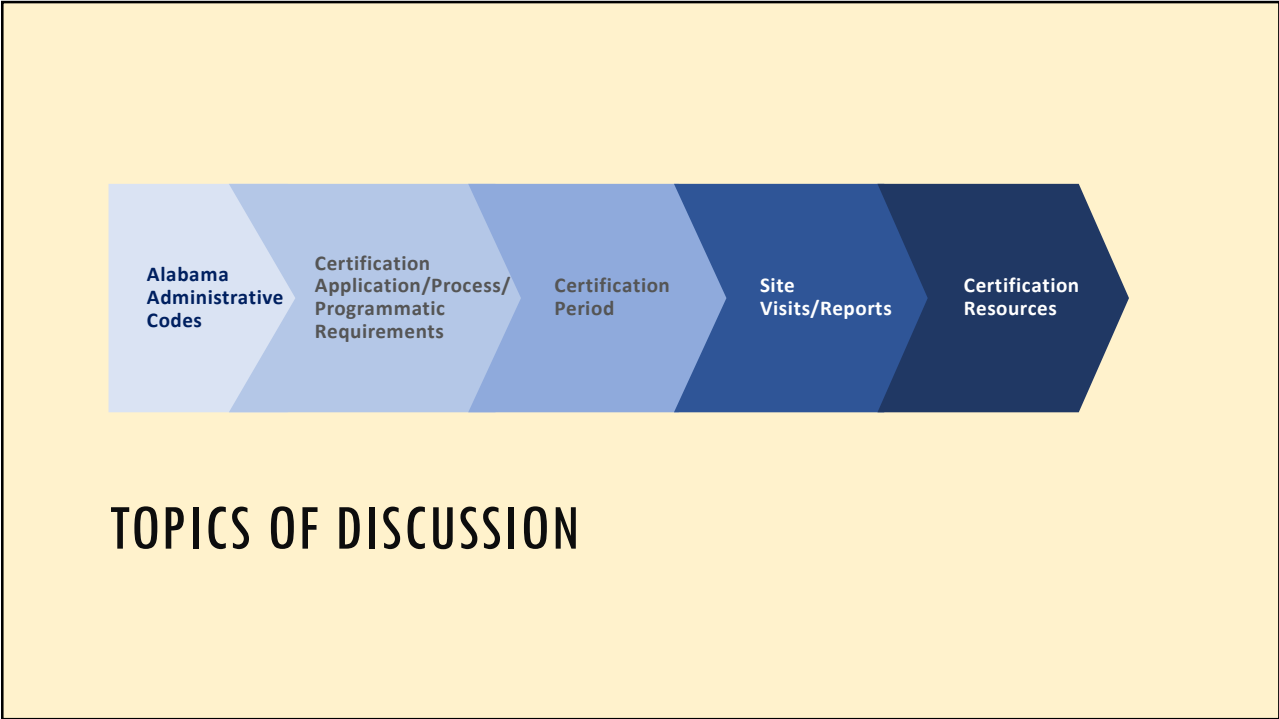 Alabama
Administrative
Codes
Certification
Application/Process/
Programmatic
Requirements
Certification
Period
Site
Visits/Reports
Certification
Resources
TOPICS OF DISCUSSION